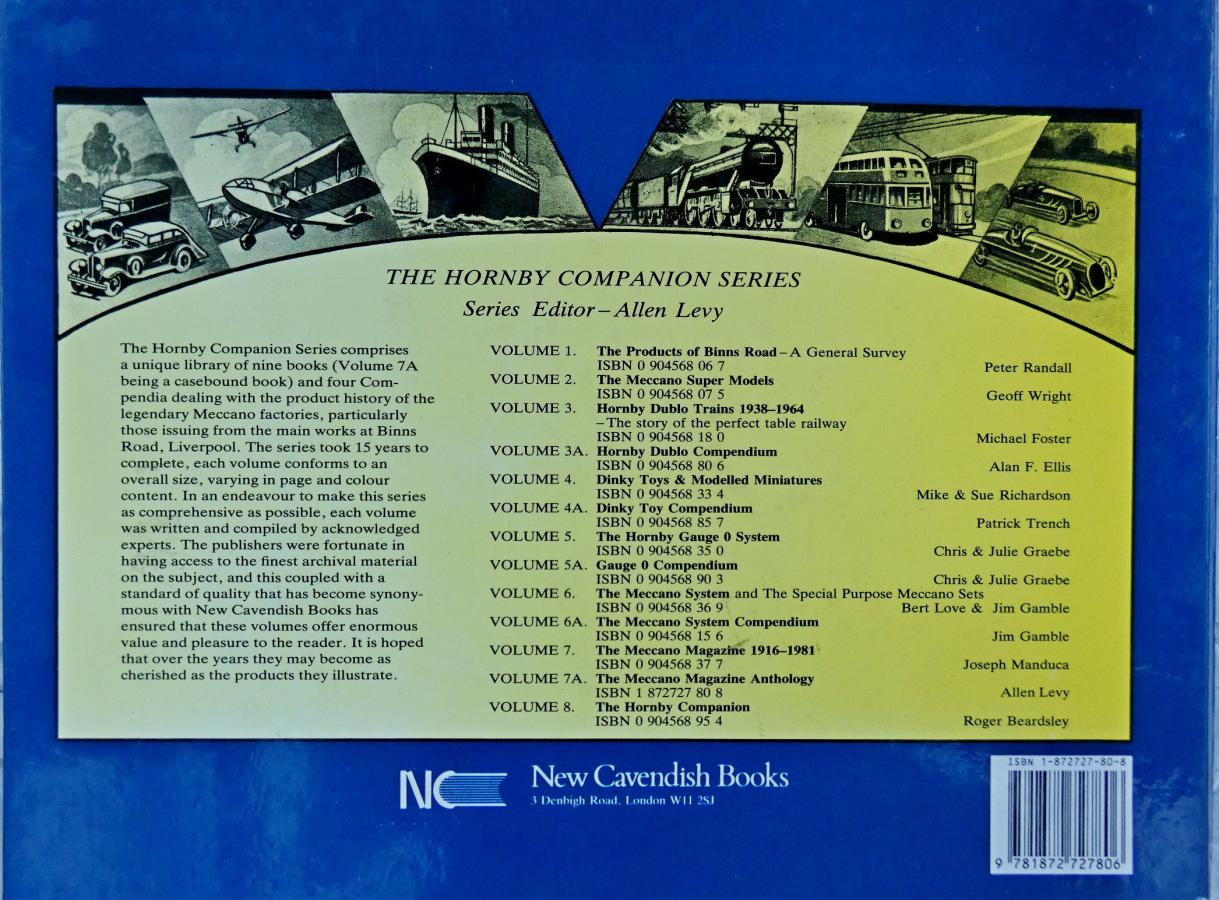 THE HORNBY COMPANION SERIES
Series Editor – Allen Levy
The Hornby Companion Series comprises
a unique library of nine books (Volume 7A
being a casebound book) and four Com-
pendia dealing with the product history of the
legendary Meccano factories, particularly
those issuing from the main works at Binns
Road, Liverpool. The series took 15 years to
complete, each volume conforms to an
overall size, varying in page and colour
content. In an endeavour to make this series
as comprehensive as possible, each volume
was written and compiled by acknowledged
experts. The publishers were fortunate in
having access to the finest archival material
on the subject, and this coupled with a
standard of quality that has become synony-
mous with New Cavendish Books has
ensured that these volumes offer enormous
value and pleasure to the reader. It is hoped
that over the years they may become as
cherished as the products they illustrate.
VOLUME 1. The Products of Binns Road – A General Survey
ISBN 0 904568 06 7
Peter Randall
VOLUME 2. The Meccano Super Models
ISBN 0 904568 07 5
Geoff Wright
VOLUME 3. Hornby Dublo Trains 1938–1964
– The story of the perfect table railway
ISBN 0 904568 18 0
Michael Foster
VOLUME 3A. Hornby Dublo Compendium
ISBN 0 904568 80 6
Alan F. Ellis
VOLUME 4. Dinky Toys & Modelled Miniatures
ISBN 0 904568 33 4
Mike & Sue Richardson
VOLUME 4A. Dinky Toy Compendium
ISBN 0 904568 85 7
Patrick Trench
VOLUME 5. The Hornby Gauge 0 System
ISBN 0 904568 35 0
Chris & Julie Graebe
VOLUME 5A. Gauge 0 Compendium
ISBN 0 904568 90 3
Chris & Julie Graebe
VOLUME 6. The Meccano System and The Special Purpose Meccano Sets
ISBN 0 904568 36 9
Bert Love & Jim Gamble
VOLUME 6A. The Meccano System Compendium
ISBN 0 904568 15 6
Jim Gamble
VOLUME 7. The Meccano Magazine 1916–1981
ISBN 0 904568 37 7
Joseph Manduca
VOLUME 7A. The Meccano Magazine Anthology
ISBN 1 872727 80 8
Allen Levy
VOLUME 8. The Hornby Companion
ISBN 0 904568 95 4
Roger Beardsley
NC
New Cavendish Books
3 Denbigh Road, London W11 2SJ
ISBN 1-872727-80-8
9 781872 727806